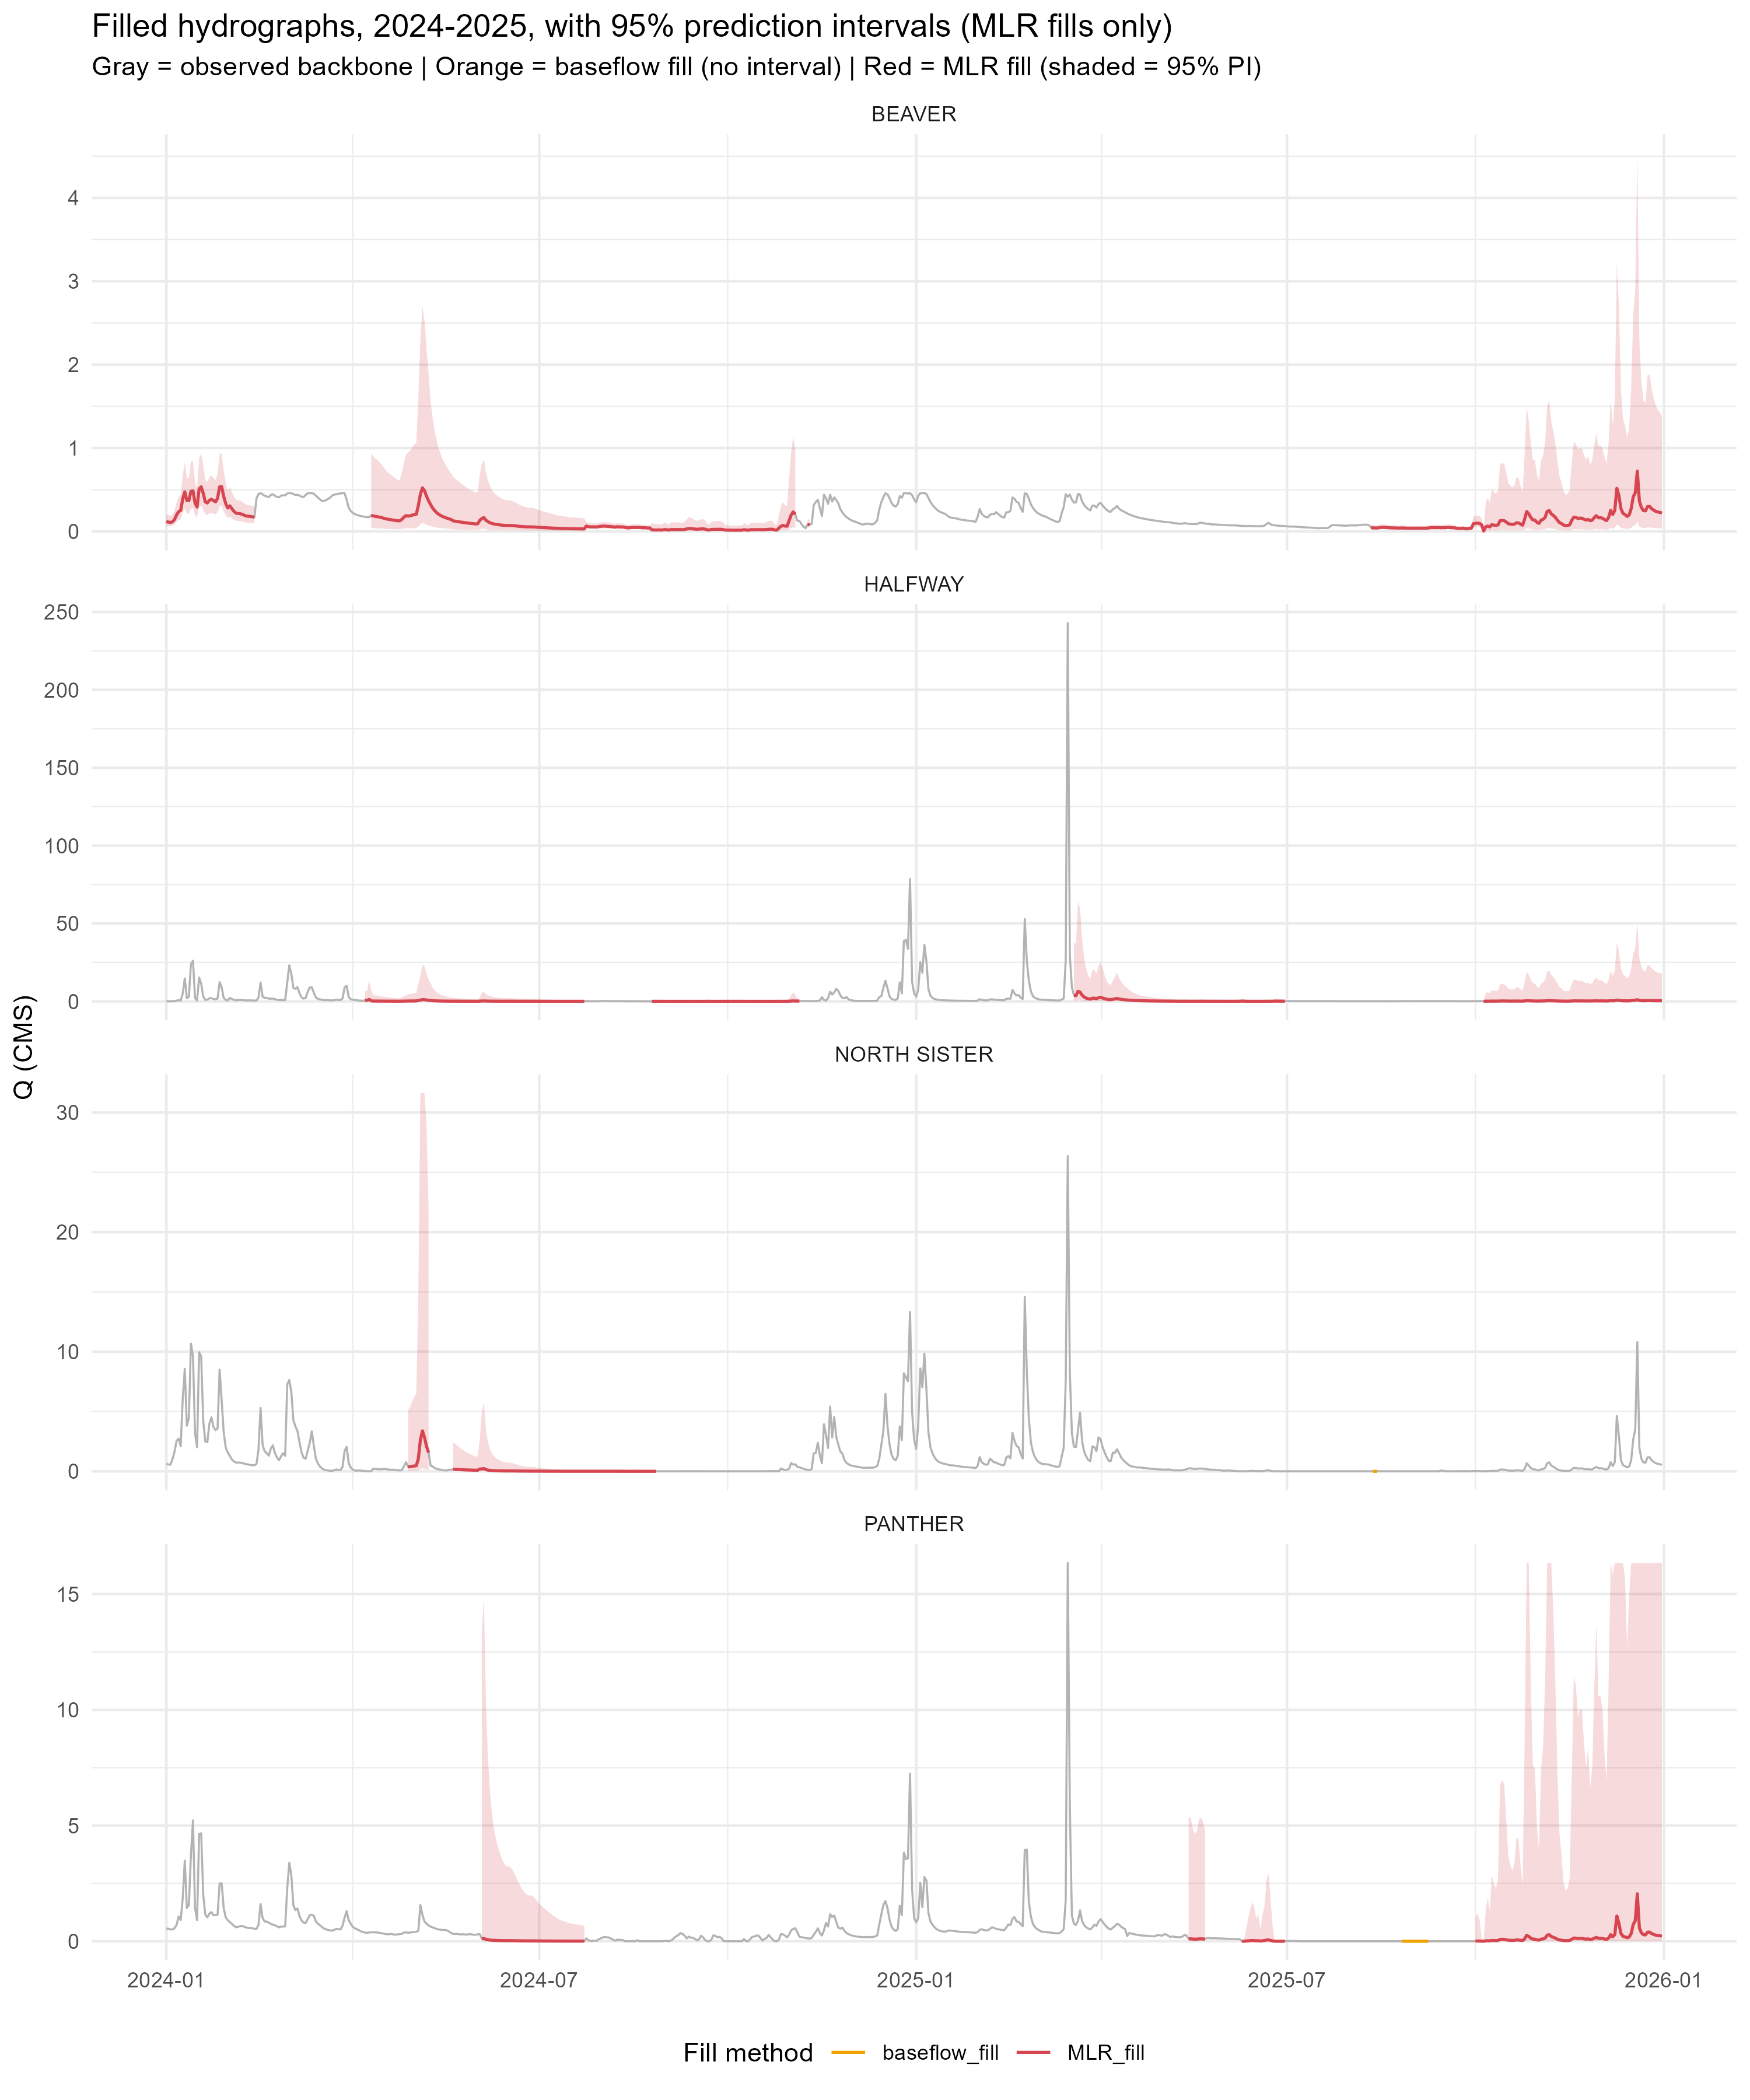 Filled hydrographs, 2024-2025, with 95% prediction intervals (MLR fills only)
Gray = observed backbone | Orange = baseflow fill (no interval) | Red = MLR fill (shaded = 95% PI)
BEAVER
4
3
2
1
0
HALFWAY
250
200
150
100
50
0
Q (CMS)
NORTH SISTER
30
20
10
0
PANTHER
15
10
5
0
2024-01 2024-07 2025-01 2025-07 2026-01
Fill method baseflow_fill MLR_fill